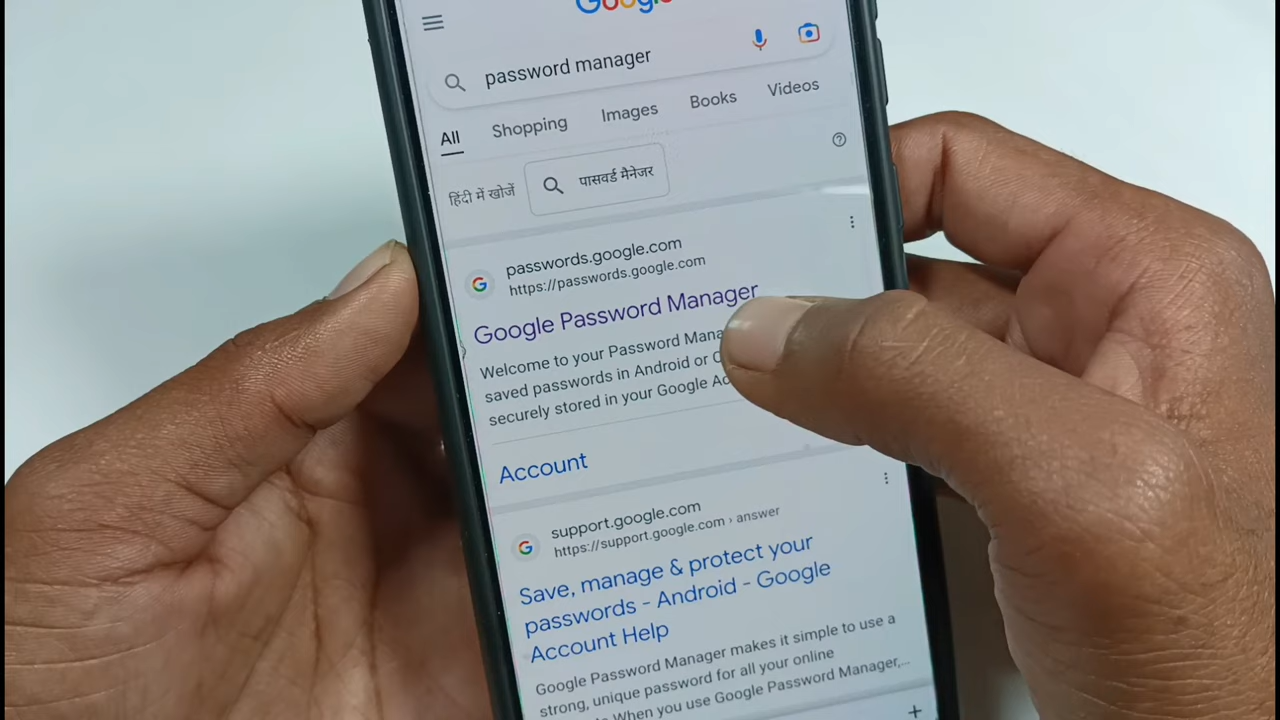 Google
password manager
All Shopping Images Books Videos
हिंदी में खोजें पासवर्ड मैनेजर
passwords.google.com
https://passwords.google.com
Google Password Manager
Welcome to your Password
saved passwords in Android or
securely stored in your Google
Account
support.google.com
https://support.google.com › answer
Save, manage & protect your
passwords - Android - Google
Account Help
Google Password Manager makes it simple to use a
strong, unique password for all your online
When you use Google Password Manager,...